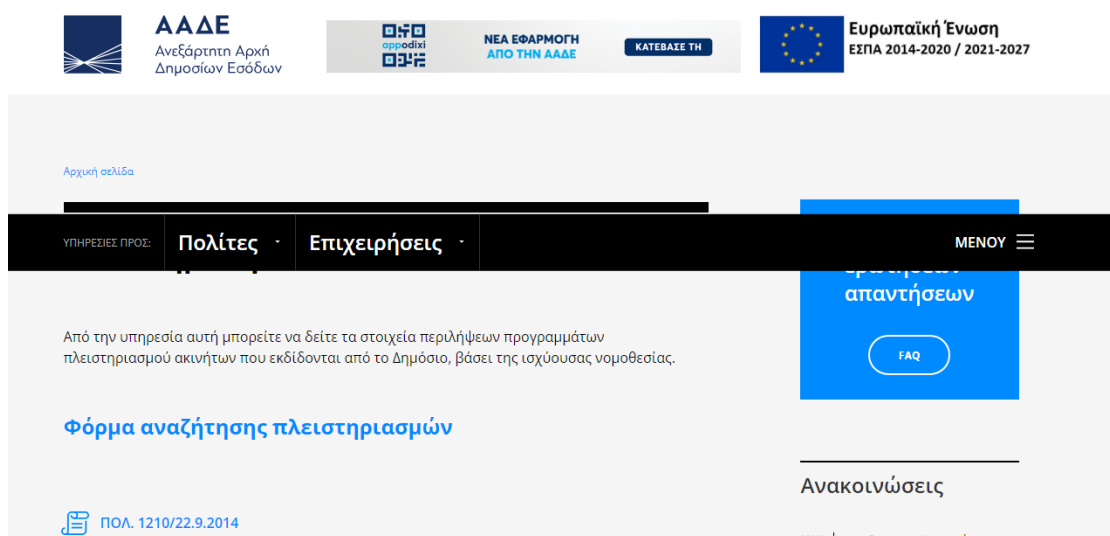 ΑΑΔΕ
Ανεξάρτητη Αρχή
Δημοσίων Εσόδων
appodixi
ΝΕΑ ΕΦΑΡΜΟΓΗ
ΑΠΟ ΤΗΝ ΑΑΔΕ
ΚΑΤΕΒΑΣΕ ΤΗ
Ευρωπαϊκή Ένωση
ΕΣΠΑ 2014-2020 / 2021-2027
Αρχική σελίδα
ΥΠΗΡΕΣΙΕΣ ΠΡΟΣ: Πολίτες Επιχειρήσεις ΜΕΝΟΥ
Από την υπηρεσία αυτή μπορείτε να δείτε τα στοιχεία περιλήψεων προγραμμάτων
πλειστηριασμού ακινήτων που εκδίδονται από το Δημόσιο, βάσει της ισχύουσας νομοθεσίας.
Φόρμα αναζήτησης πλειστηριασμών
ΠΟΛ. 1210/22.9.2014
απαντήσεων
FAQ
Ανακοινώσεις